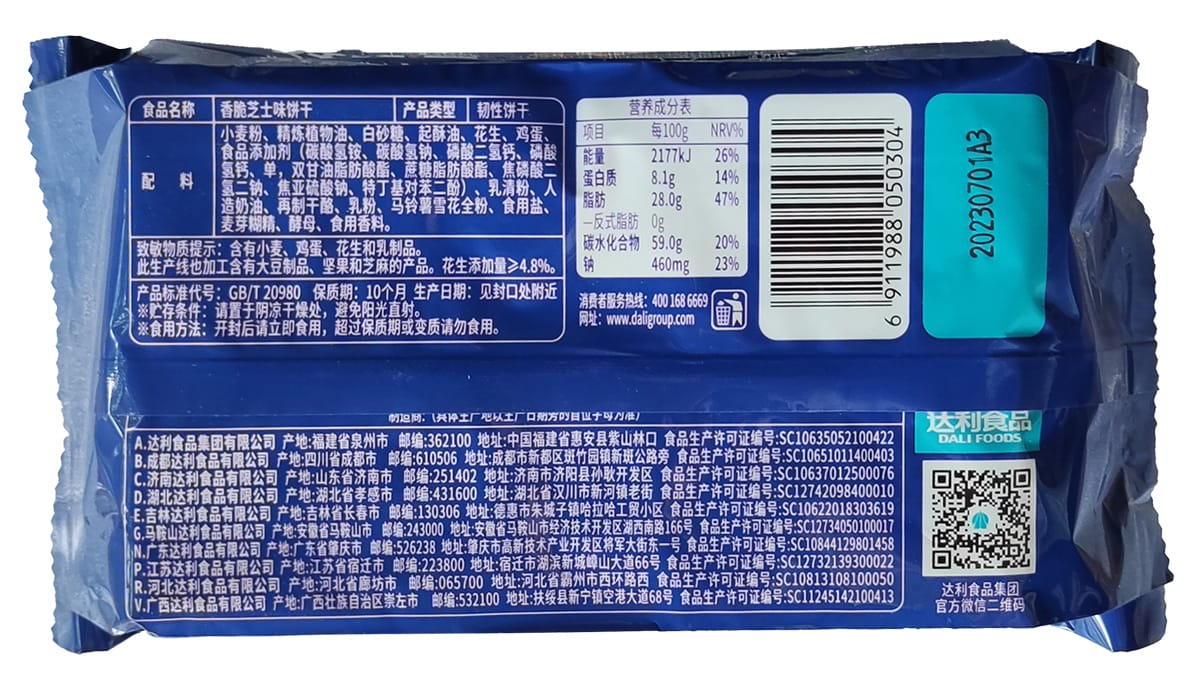 食品名称 香脆芝士味饼干 产品类型 韧性饼干
配 料
小麦粉、精炼植物油、白砂糖、起酥油、花生、鸡蛋、
食品添加剂（碳酸氢铵、碳酸氢钠、磷酸二氢钙、磷酸
氢钙、单，双甘油脂肪酸酯、蔗糖脂肪酸酯、焦磷酸二
氢二钠、焦亚硫酸钠、特丁基对苯二酚）、乳清粉、人
造奶油、再制干酪、乳粉、马铃薯雪花全粉、食用盐、
麦芽糊精、酵母、食用香料。
致敏物质提示：含有小麦、鸡蛋、花生和乳制品。
此生产线也加工含有大豆制品、坚果和芝麻的产品。花生添加量≥4.8%。
产品标准代号：GB/T 20980 保质期：10个月 生产日期：见封口处附近
※贮存条件：请置于阴凉干燥处，避免阳光直射。
※食用方法：开封后请立即食用，超过保质期或变质请勿食用。
营养成分表
项目 每100g NRV%
能量 2177kJ 26%
蛋白质 8.1g 14%
脂肪 28.0g 47%
—反式脂肪 0g
碳水化合物 59.0g 20%
钠 460mg 23%
消费者服务热线：400 168 6669
网址：www.daligroup.com
6 911988 050304
20230701A3
制造商：（具体生产地以生产日期旁的首位字母为准）
A.达利食品集团有限公司 产地:福建省泉州市 邮编:362100 地址:中国福建省惠安县紫山林口 食品生产许可证编号:SC10635052100422
B.成都达利食品有限公司 产地:四川省成都市 邮编:610506 地址:成都市新都区斑竹园镇新斑公路旁 食品生产许可证编号:SC10651011400403
C.济南达利食品有限公司 产地:山东省济南市 邮编:251402 地址:济南市济阳县孙耿开发区 食品生产许可证编号:SC10637012500076
D.湖北达利食品有限公司 产地:湖北省孝感市 邮编:431600 地址:湖北省汉川市新河镇老街 食品生产许可证编号:SC12742098400010
E.吉林达利食品有限公司 产地:吉林省长春市 邮编:130306 地址:德惠市朱城子镇哈拉哈工贸小区 食品生产许可证编号:SC10622018303619
G.马鞍山达利食品有限公司 产地:安徽省马鞍山市 邮编:243000 地址:安徽省马鞍山市经济技术开发区湖西南路166号 食品生产许可证编号:SC12734050100017
N.广东达利食品有限公司 产地:广东省肇庆市 邮编:526238 地址:肇庆市高新技术产业开发区将军大街东一号 食品生产许可证编号:SC10844129801458
P.江苏达利食品有限公司 产地:江苏省宿迁市 邮编:223800 地址:宿迁市湖滨新城嶂山大道66号 食品生产许可证编号:SC12732139300022
R.河北达利食品有限公司 产地:河北省廊坊市 邮编:065700 地址:河北省霸州市西环路西 食品生产许可证编号:SC10813108100050
V.广西达利食品有限公司 产地:广西壮族自治区崇左市 邮编:532100 地址:扶绥县新宁镇空港大道68号 食品生产许可证编号:SC11245142100413
达利食品
DALI FOODS
达利食品集团
官方微信二维码